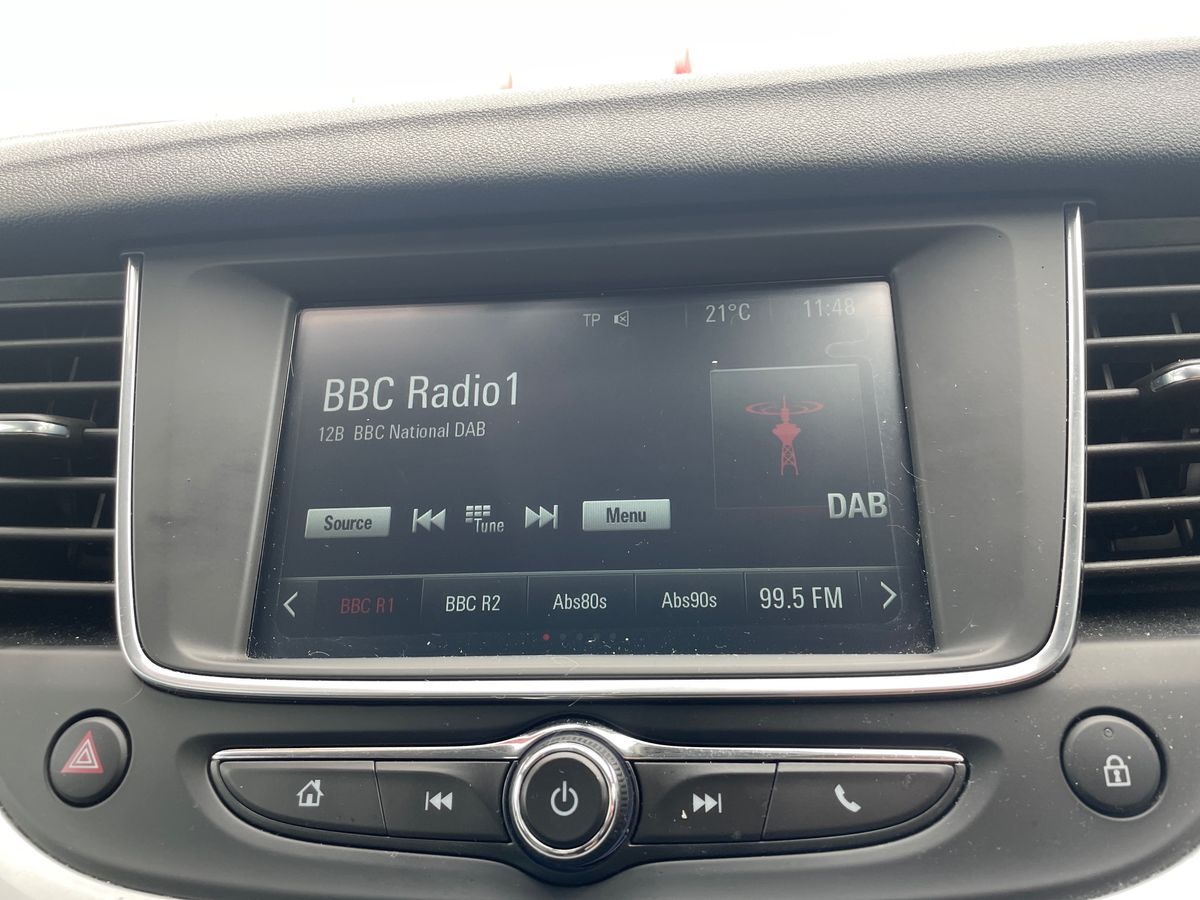 TP 21°C 11:48
BBC Radio1
12B BBC National DAB
DAB
Source Tune Menu
BBC R1 BBC R2 Abs80s Abs90s 99.5 FM